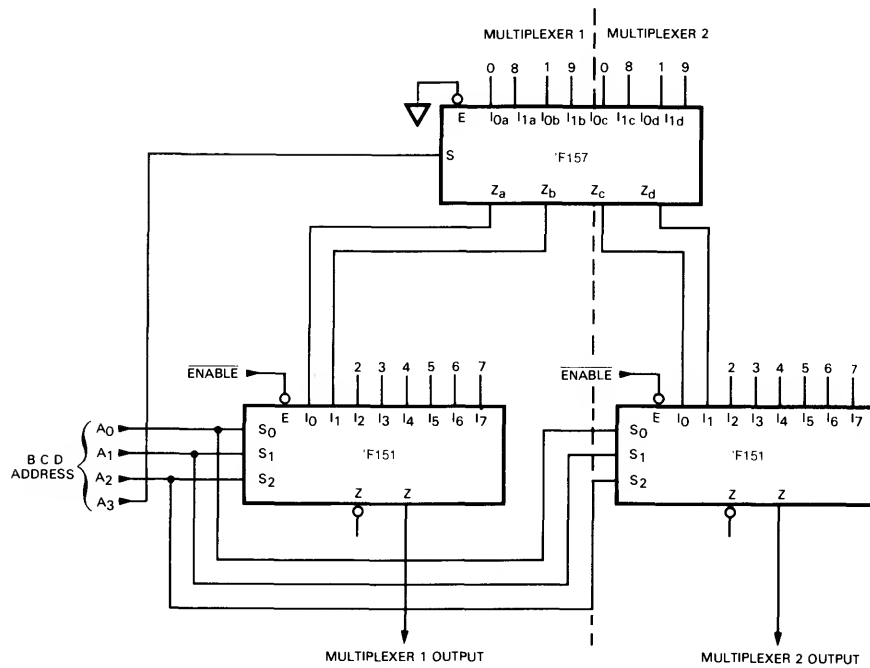 MULTIPLEXER 1 MULTIPLEXER 2
0 8 1 9 0 8 1 9
E I0a I1a I0b I1b I0c I1c I0d I1d
S 'F157
Za Zb Zc Zd
ENABLE 2 3 4 5 6 7
ENABLE 2 3 4 5 6 7
E I0 I1 I2 I3 I4 I5 I6 I7
E I0 I1 I2 I3 I4 I5 I6 I7
B C D
ADDRESS
A0
A1
A2
A3
S0
S1 'F151
S2
Z Z
S0
S1 'F151
S2
Z Z
MULTIPLEXER 1 OUTPUT
MULTIPLEXER 2 OUTPUT